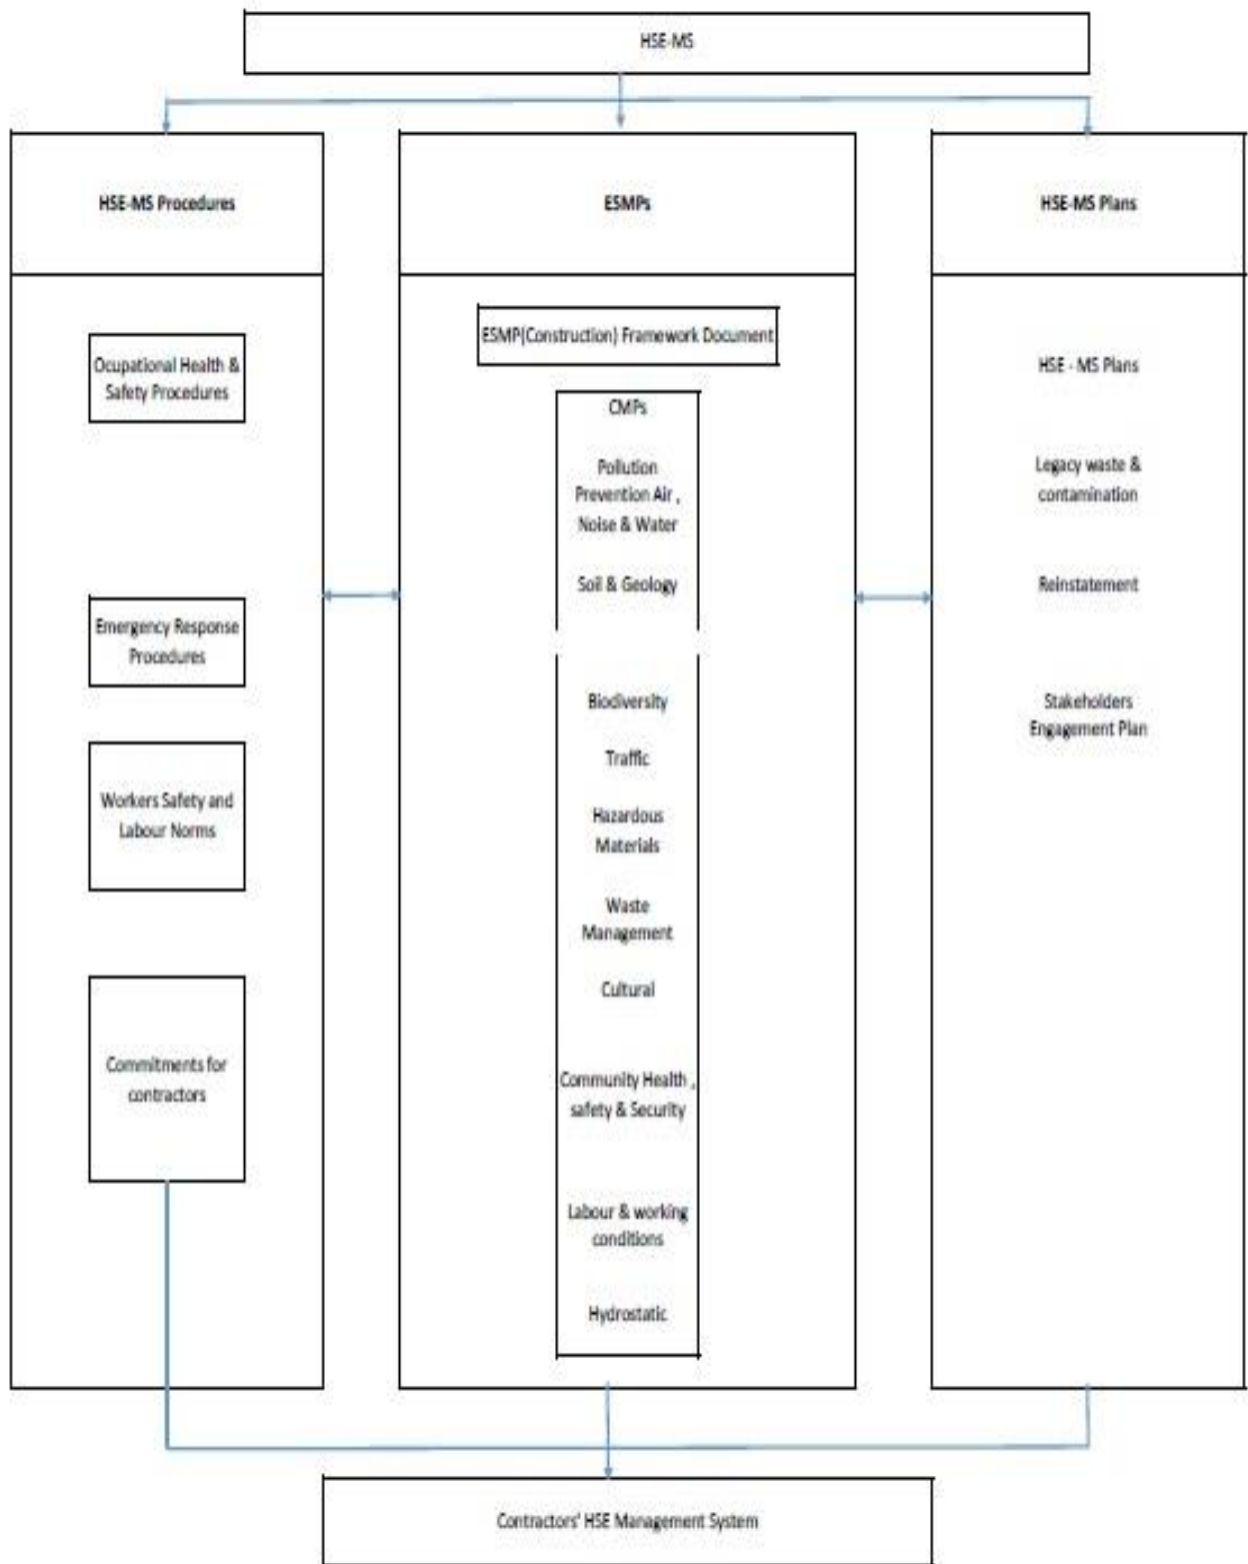 HSE-MS
HSE-MS Procedures
Ocupational Health &
Safety Procedures
Emergency Response
Procedures
Workers Safety and
Labour Norms
Commitments for
contractors
ESMPs
ESMP(Construction) Framework Document
CMPs
Pollution
Prevention Air ,
Noise & Water
Soil & Geology
Biodiversity
Traffic
Hazardous
Materials
Waste
Management
Cultural
Community Health ,
safety & Security
Labour & working
conditions
Hydrostatic
HSE-MS Plans
HSE - MS Plans
Legacy waste &
contamination
Reinstatement
Stakeholders
Engagement Plan
Contractors' HSE Management System